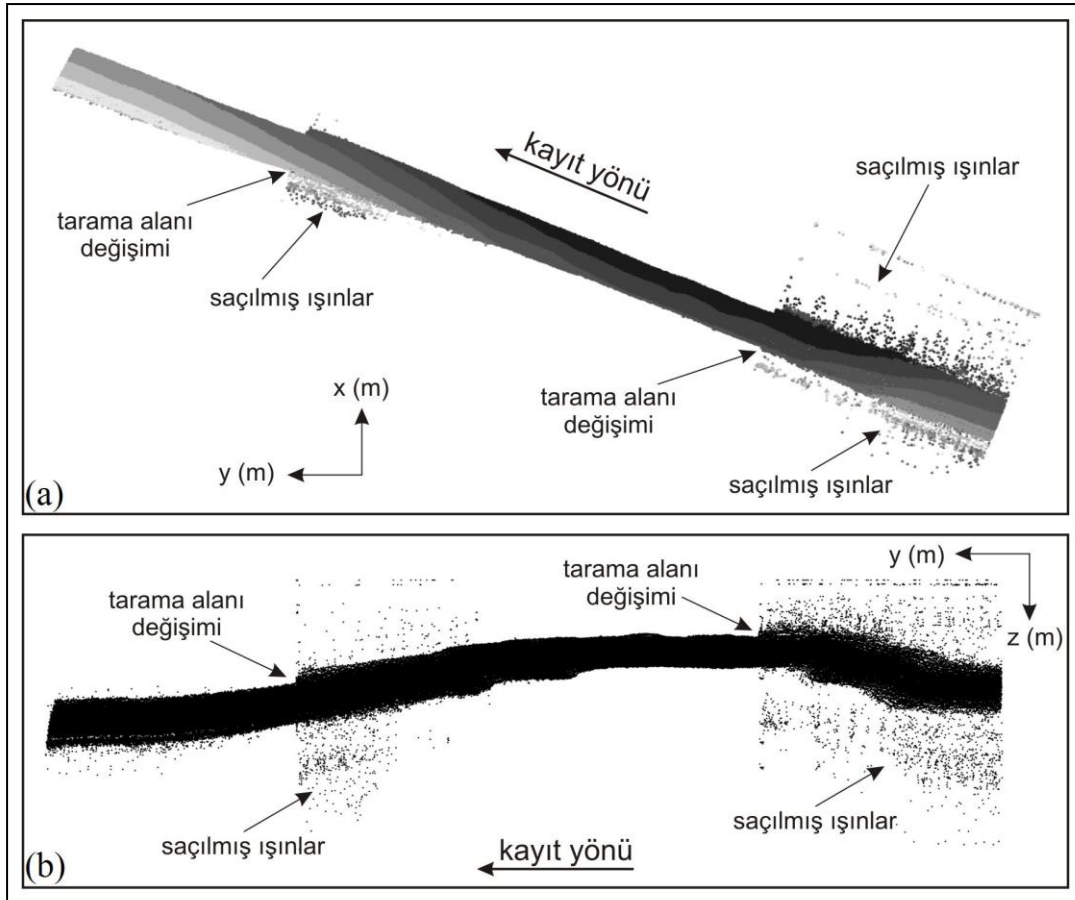 kayıt yönü
saçılmış ışınlar
tarama alanı
değişimi
saçılmış ışınlar
x (m)
tarama alanı
değişimi
y (m)
saçılmış ışınlar
(a)
y (m)
tarama alanı
değişimi
tarama alanı
değişimi
z (m)
saçılmış ışınlar
saçılmış ışınlar
kayıt yönü
(b)